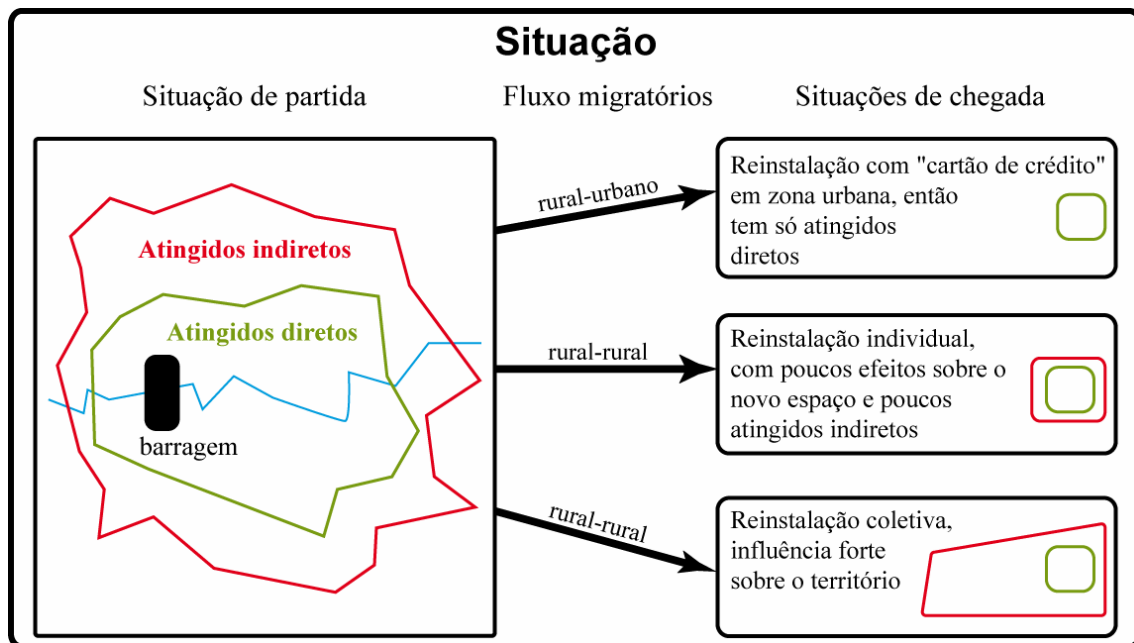 Situação
Situação de partida
Fluxo migratórios
Situações de chegada
Atingidos indiretos
Atingidos diretos
barragem
rural-urbano
rural-rural
rural-rural
Reinstalação com "cartão de crédito"
em zona urbana, então
tem só atingidos
diretos
Reinstalação individual,
com poucos efeitos sobre o
novo espaço e poucos
atingidos indiretos
Reinstalação coletiva,
influência forte
sobre o território